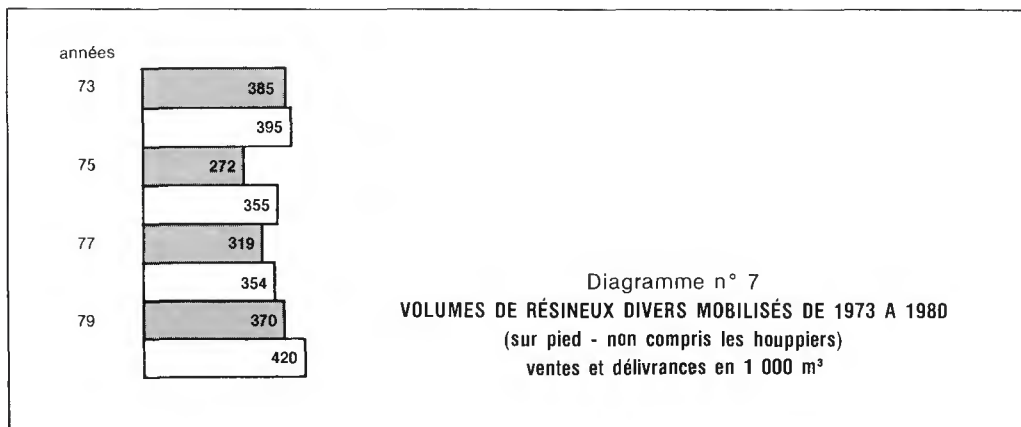 années
73
385
395
75
272
355
77
319
354
79
370
420
Diagramme n° 7
VOLUMES DE RÉSINEUX DIVERS MOBILISÉS DE 1973 A 1980
(sur pied - non compris les houppiers)
ventes et délivrances en 1 000 m³